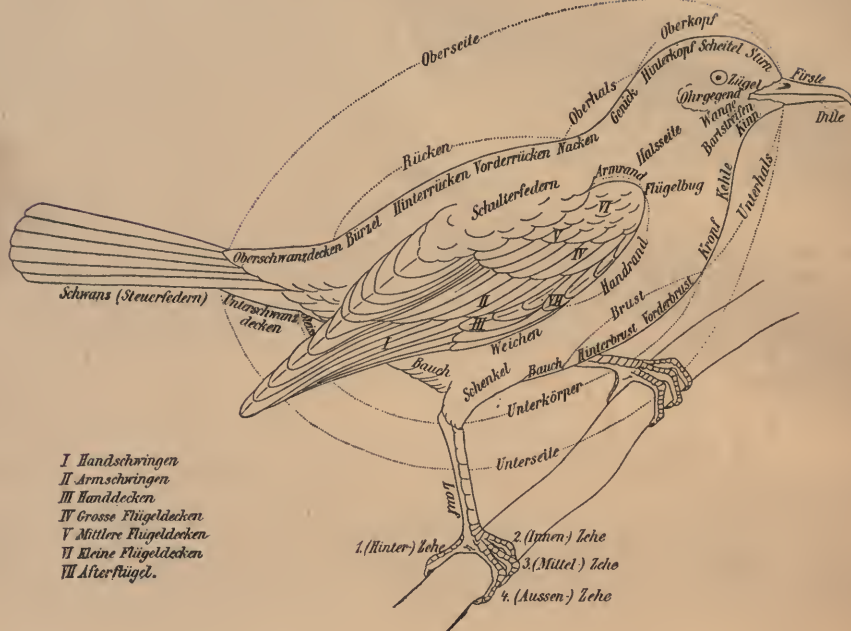 Oberseite
Oberkopf
Hinterkopf Scheitel Stirn
Oberhals
Genick
Zügel
Firste
Ohrgegend
Wange
Bartstreifen
Kinn
Dille
Rücken
Hinterrücken Vorderrücken Nacken
Halsseite
Kehle
Unterhals
Armrand
Flügelbug
Schulterfedern
VI
V
IV
Kropf
Oberschwanzdecken Bürzel
Handrand
II
VII
III
I
Schwanz (Steuerfedern)
Unterschwanz
decken
Brust
Hinterbrust Vorderbrust
Weichen
Bauch
Schenkel
Bauch
Unterkörper
Unterseite
Lauf
I Handschwingen
II Armschwingen
III Handdecken
IV Grosse Flügeldecken
V Mittlere Flügeldecken
VI Kleine Flügeldecken
VII Afterflügel.
1.(Hinter-) Zehe
2.(Innen-) Zehe
3.(Mittel-) Zehe
4. (Aussen-) Zehe